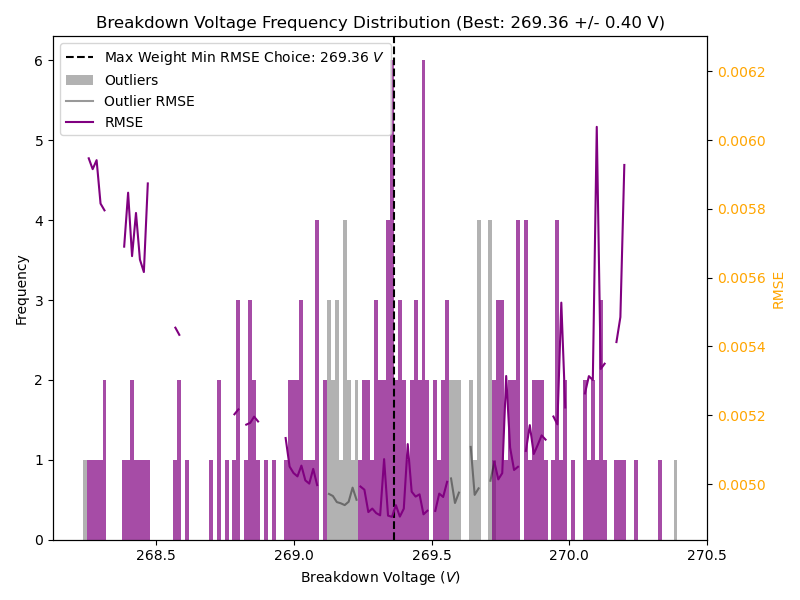 Breakdown Voltage Frequency Distribution (Best: 269.36 +/- 0.40 V)
Max Weight Min RMSE Choice: 269.36 V
Outliers
Outlier RMSE
RMSE
Frequency
6
5
4
3
2
1
0
268.5
269.0
269.5
270.0
270.5
Breakdown Voltage (V)
0.0062
0.0060
0.0058
0.0056
0.0054
0.0052
0.0050
RMSE